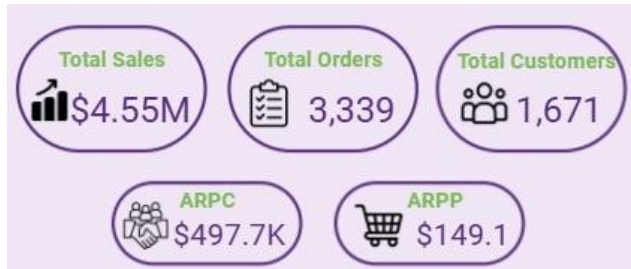 Total Sales
$4.55M
Total Orders
3,339
Total Customers
1,671
ARPC
$497.7K
ARPP
$149.1